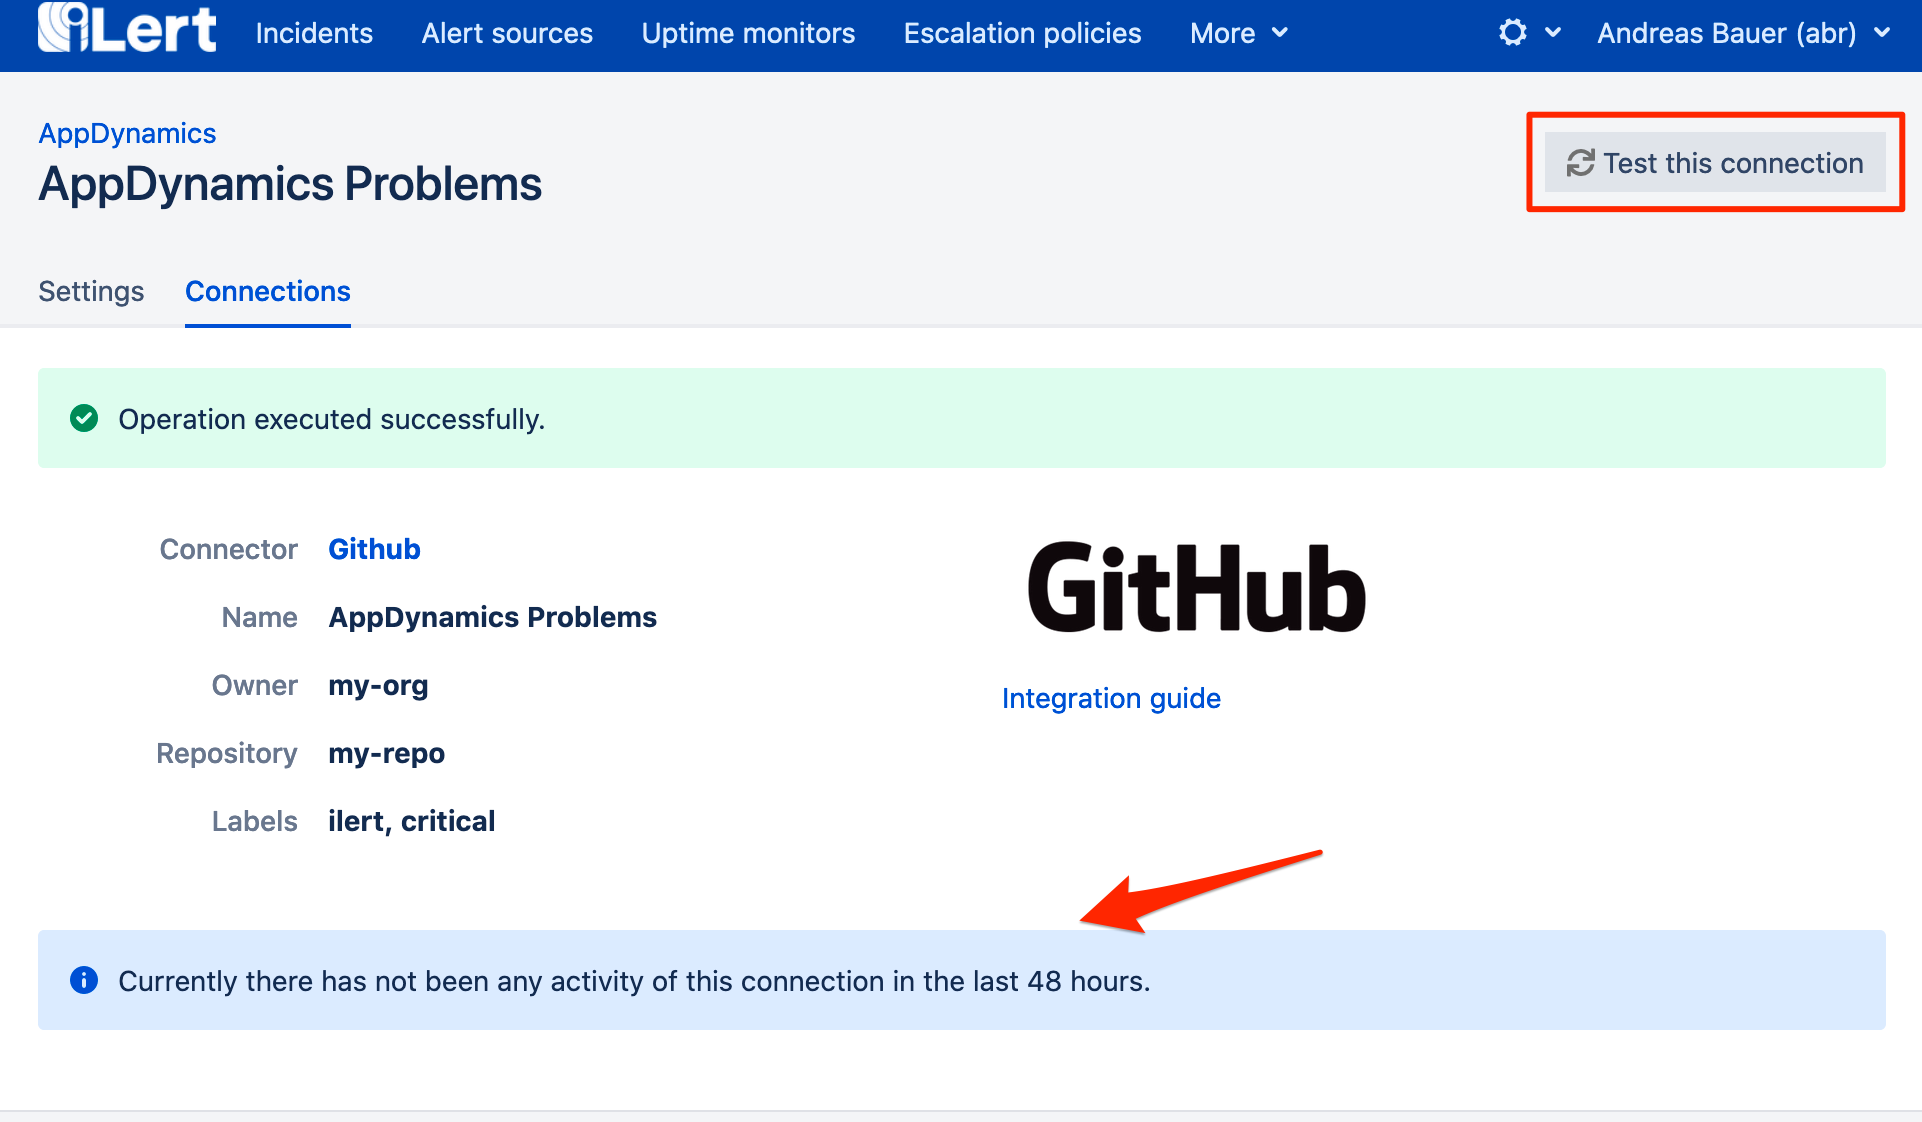 iLert Incidents Alert sources Uptime monitors Escalation policies More Andreas Bauer (abr)
AppDynamics
AppDynamics Problems
Test this connection
Settings Connections
Operation executed successfully.
Connector Github
Name AppDynamics Problems
Owner my-org
Repository my-repo
Labels ilert, critical
GitHub
Integration guide
Currently there has not been any activity of this connection in the last 48 hours.